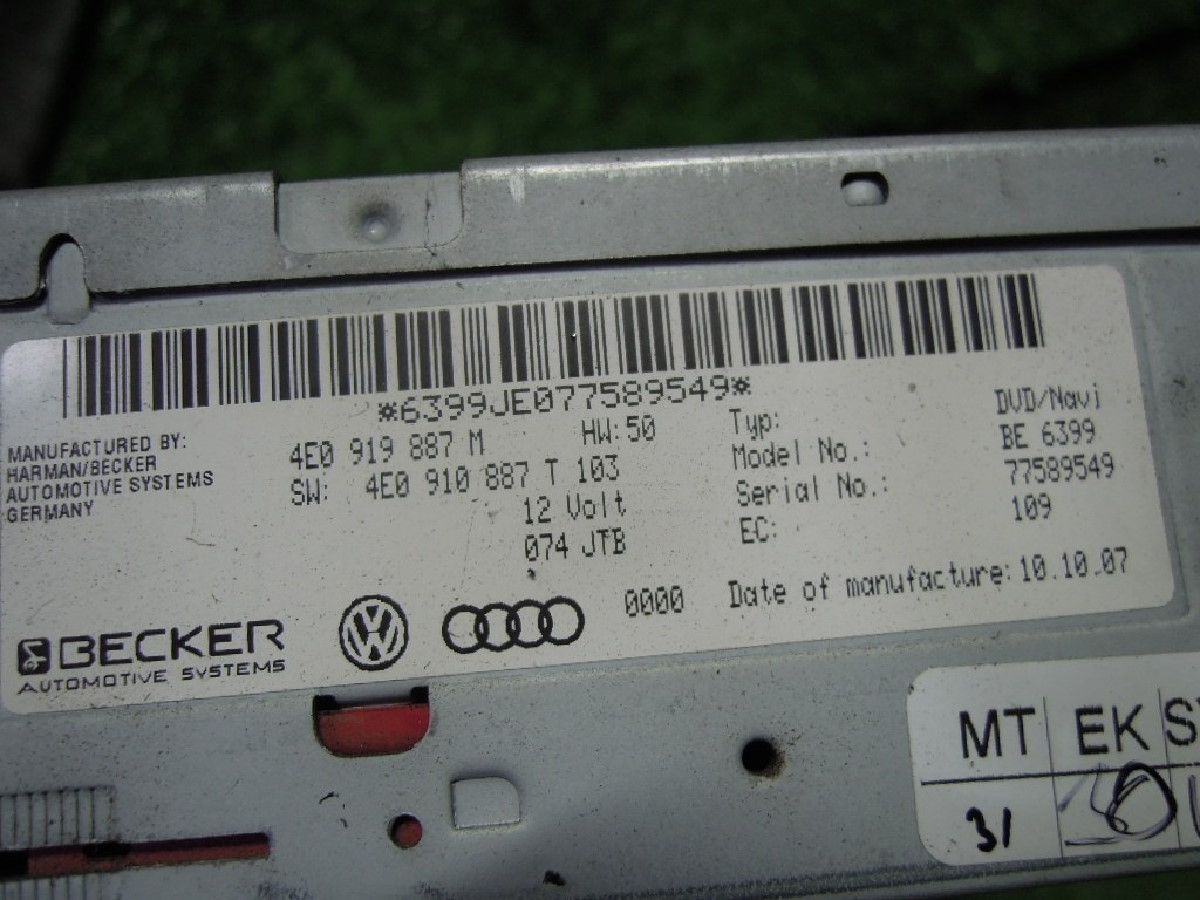 *6399JE077589549*
MANUFACTURED BY:
HARMAN/BECKER
AUTOMOTIVE SYSTEMS
GERMANY
4E0 919 887 M HW:50
SW: 4E0 910 887 T 103
12 Volt
074 JTB
Typ: DVD/Navi
Model No.: BE 6399
Serial No.: 77589549
EC: 109
0000 Date of manufacture: 10.10.07
BECKER
AUTOMOTIVE SYSTEMS
VW
MT EK
31